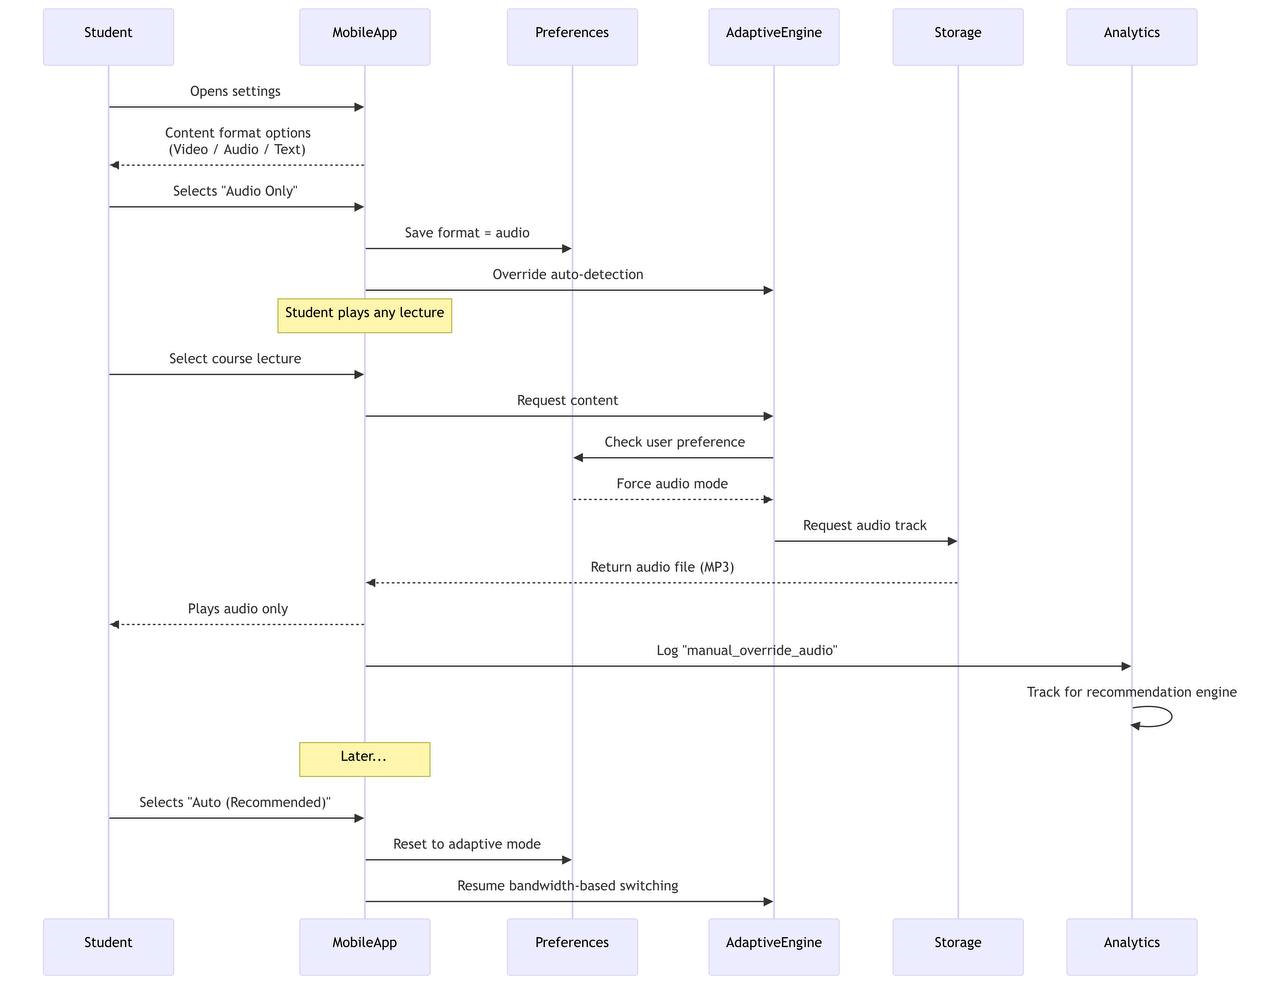 Student
MobileApp
Preferences
AdaptiveEngine
Storage
Analytics
Opens settings
Content format options
(Video / Audio / Text)
Selects "Audio Only"
Save format = audio
Override auto-detection
Student plays any lecture
Select course lecture
Request content
Check user preference
Force audio mode
Request audio track
Return audio file (MP3)
Plays audio only
Log "manual_override_audio"
Track for recommendation engine
Later...
Selects "Auto (Recommended)"
Reset to adaptive mode
Resume bandwidth-based switching
Student
MobileApp
Preferences
AdaptiveEngine
Storage
Analytics